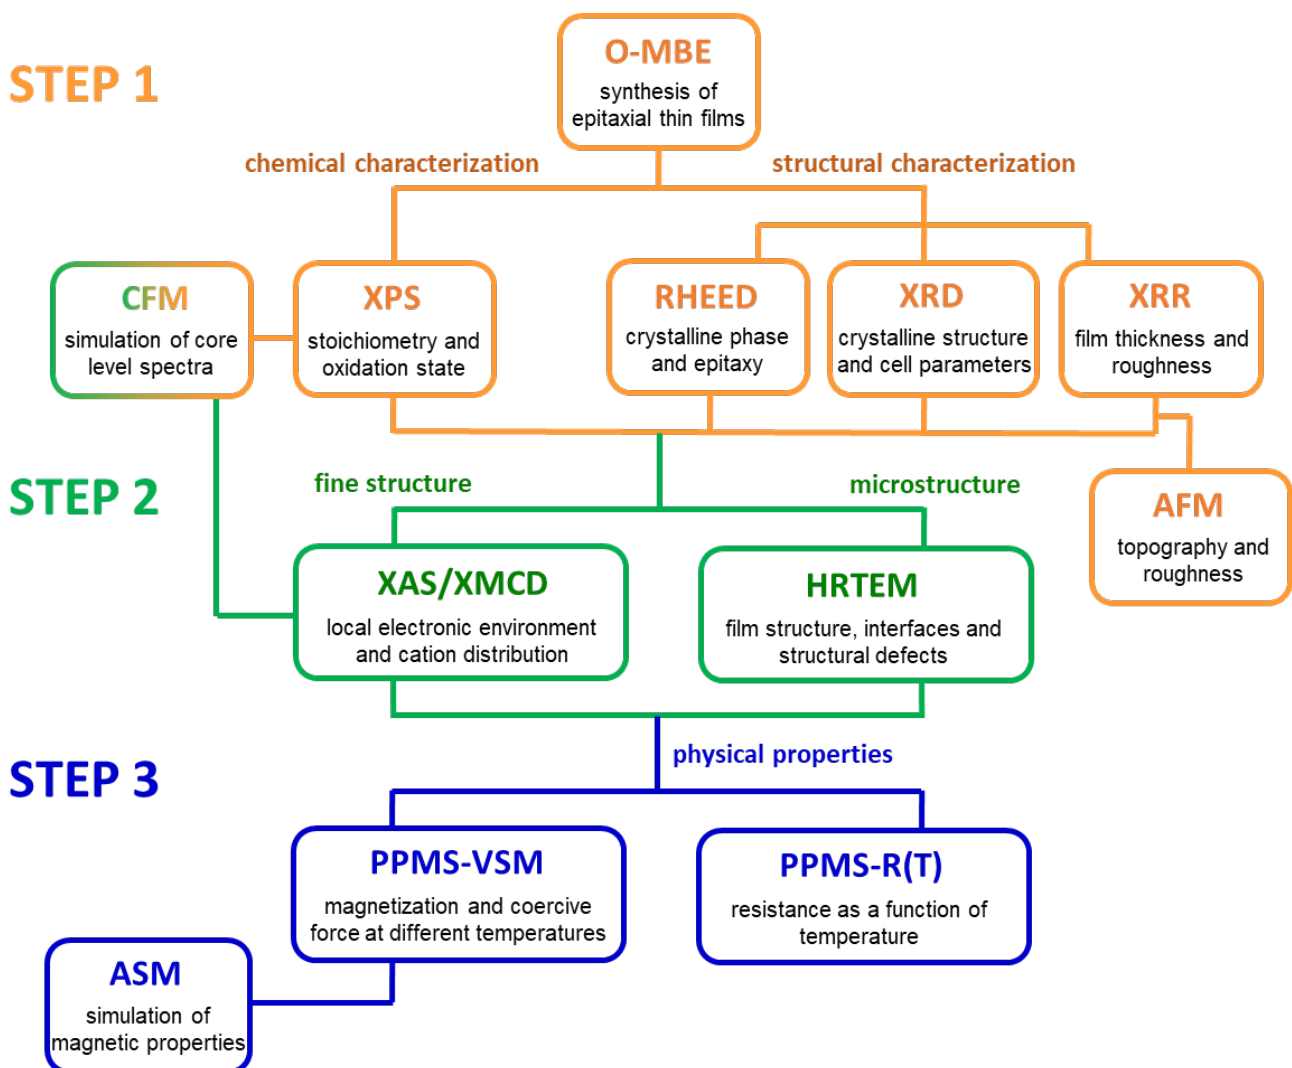 STEP 1
O-MBE
synthesis of
epitaxial thin films
chemical characterization
structural characterization
CFM
simulation of core
level spectra
XPS
stoichiometry and
oxidation state
RHEED
crystalline phase
and epitaxy
XRD
crystalline structure
and cell parameters
XRR
film thickness and
roughness
STEP 2
fine structure
microstructure
AFM
topography and
roughness
XAS/XMCD
local electronic environment
and cation distribution
HRTEM
film structure, interfaces and
structural defects
STEP 3
physical properties
PPMS-VSM
magnetization and coercive
force at different temperatures
PPMS-R(T)
resistance as a function of
temperature
ASM
simulation of
magnetic properties